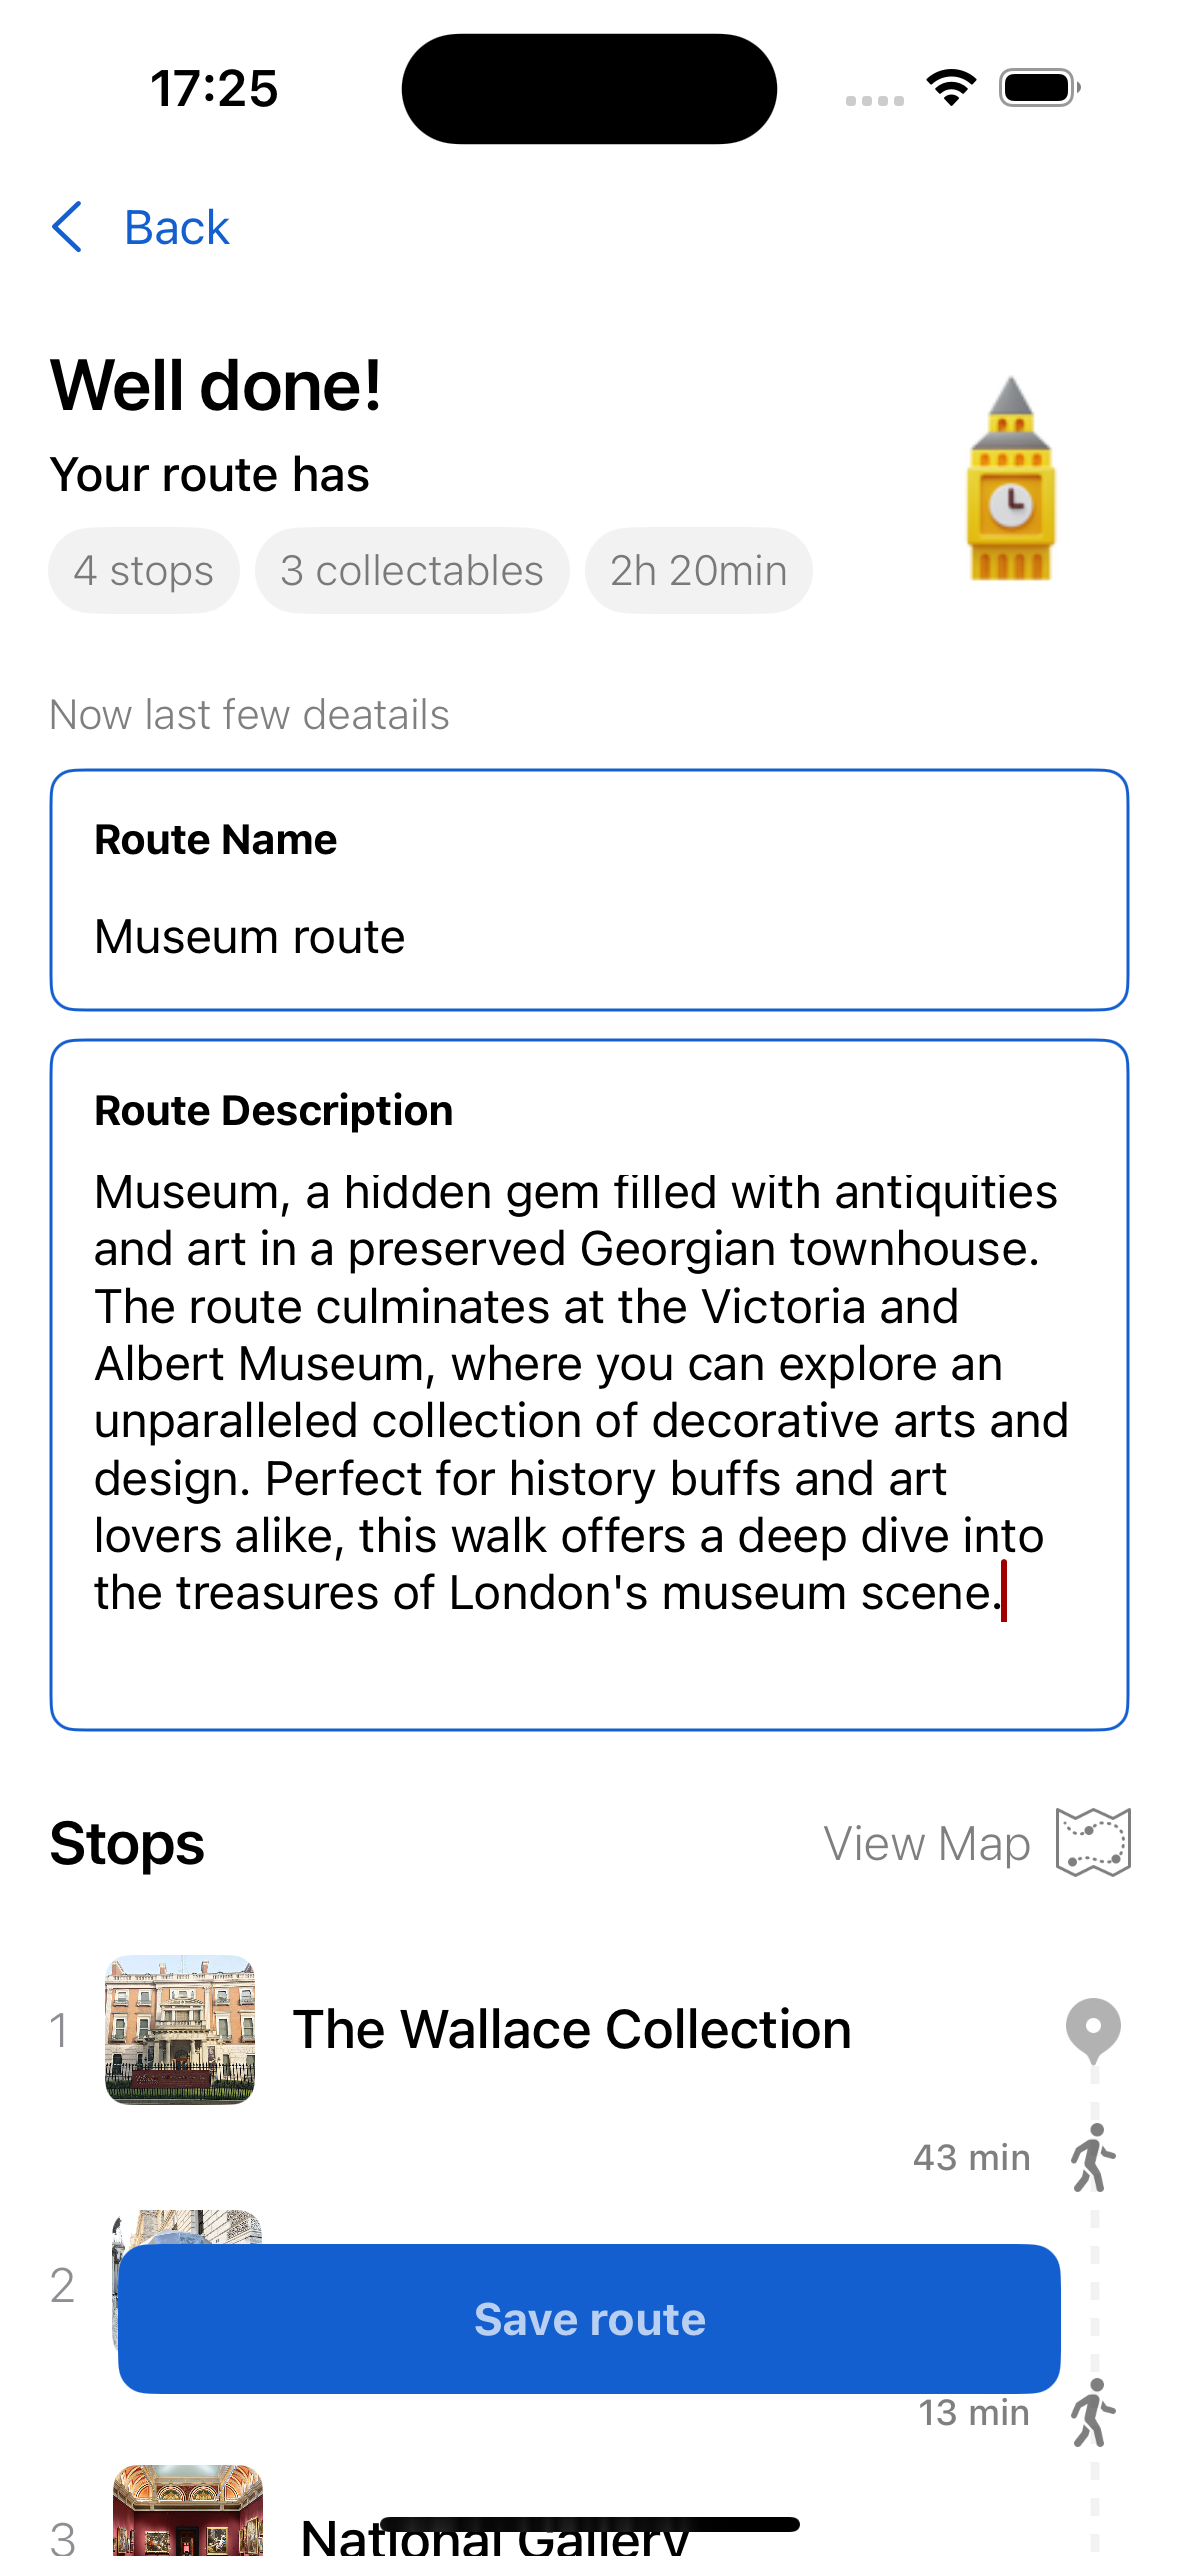 17:25
Back
Well done!
Your route has
4 stops
3 collectables
2h 20min
Now last few deatails
Route Name
Museum route
Route Description
Museum, a hidden gem filled with antiquities
and art in a preserved Georgian townhouse.
The route culminates at the Victoria and
Albert Museum, where you can explore an
unparalleled collection of decorative arts and
design. Perfect for history buffs and art
lovers alike, this walk offers a deep dive into
the treasures of London's museum scene.
Stops
View Map
1
The Wallace Collection
43 min
2
Save route
13 min
3
National Gallery